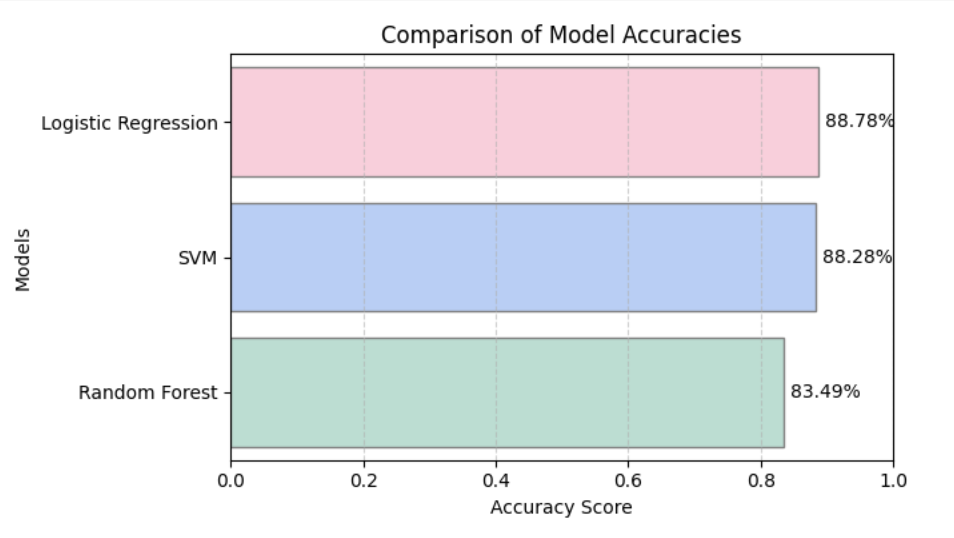 Comparison of Model Accuracies
Logistic Regression
88.78%
SVM
88.28%
Random Forest
83.49%
Models
0.0 0.2 0.4 0.6 0.8 1.0
Accuracy Score